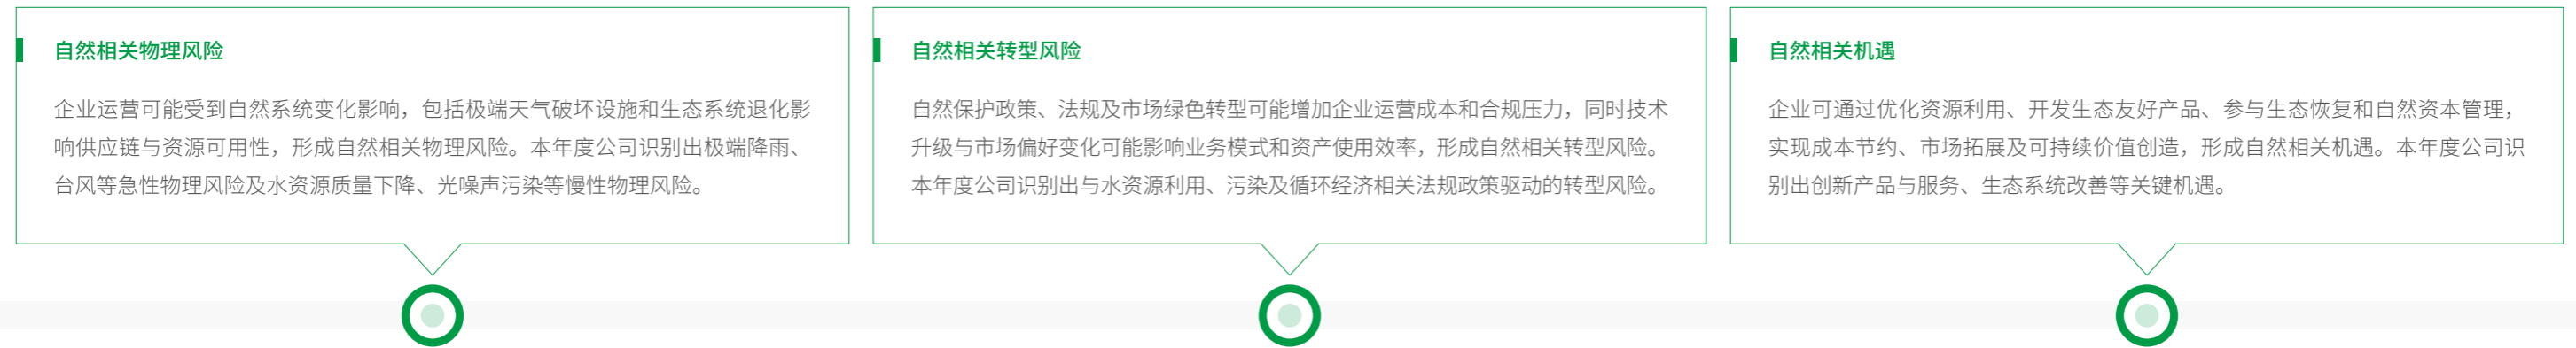 自然相关物理风险
企业运营可能受到自然系统变化影响，包括极端天气破坏设施和生态系统退化影
响供应链与资源可用性，形成自然相关物理风险。本年度公司识别出极端降雨、
台风等急性物理风险及水资源质量下降、光噪声污染等慢性物理风险。
自然相关转型风险
自然保护政策、法规及市场绿色转型可能增加企业运营成本和合规压力，同时技术
升级与市场偏好变化可能影响业务模式和资产使用效率，形成自然相关转型风险。
本年度公司识别出与水资源利用、污染及循环经济相关法规政策驱动的转型风险。
自然相关机遇
企业可通过优化资源利用、开发生态友好产品、参与生态恢复和自然资本管理，
实现成本节约、市场拓展及可持续价值创造，形成自然相关机遇。本年度公司识
别出创新产品与服务、生态系统改善等关键机遇。